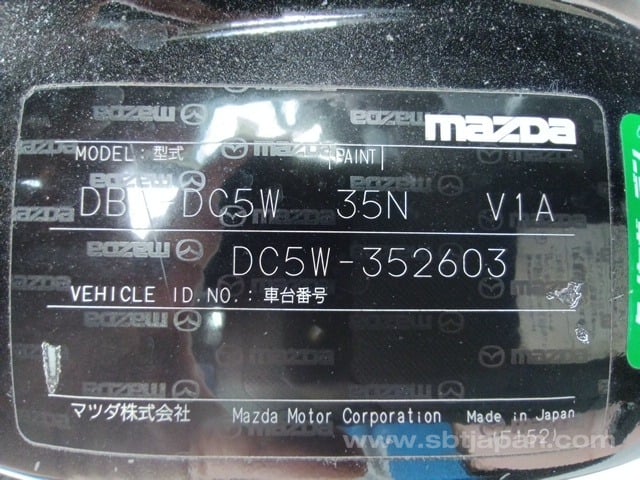 mazda
MODEL:型式 PAINT
DBA-DC5W 35N V1A
DC5W-352603
VEHICLE ID.NO.:車台番号
マツダ株式会社 Mazda Motor Corporation Made in Japan
(F152)
www.sbtjapan.com